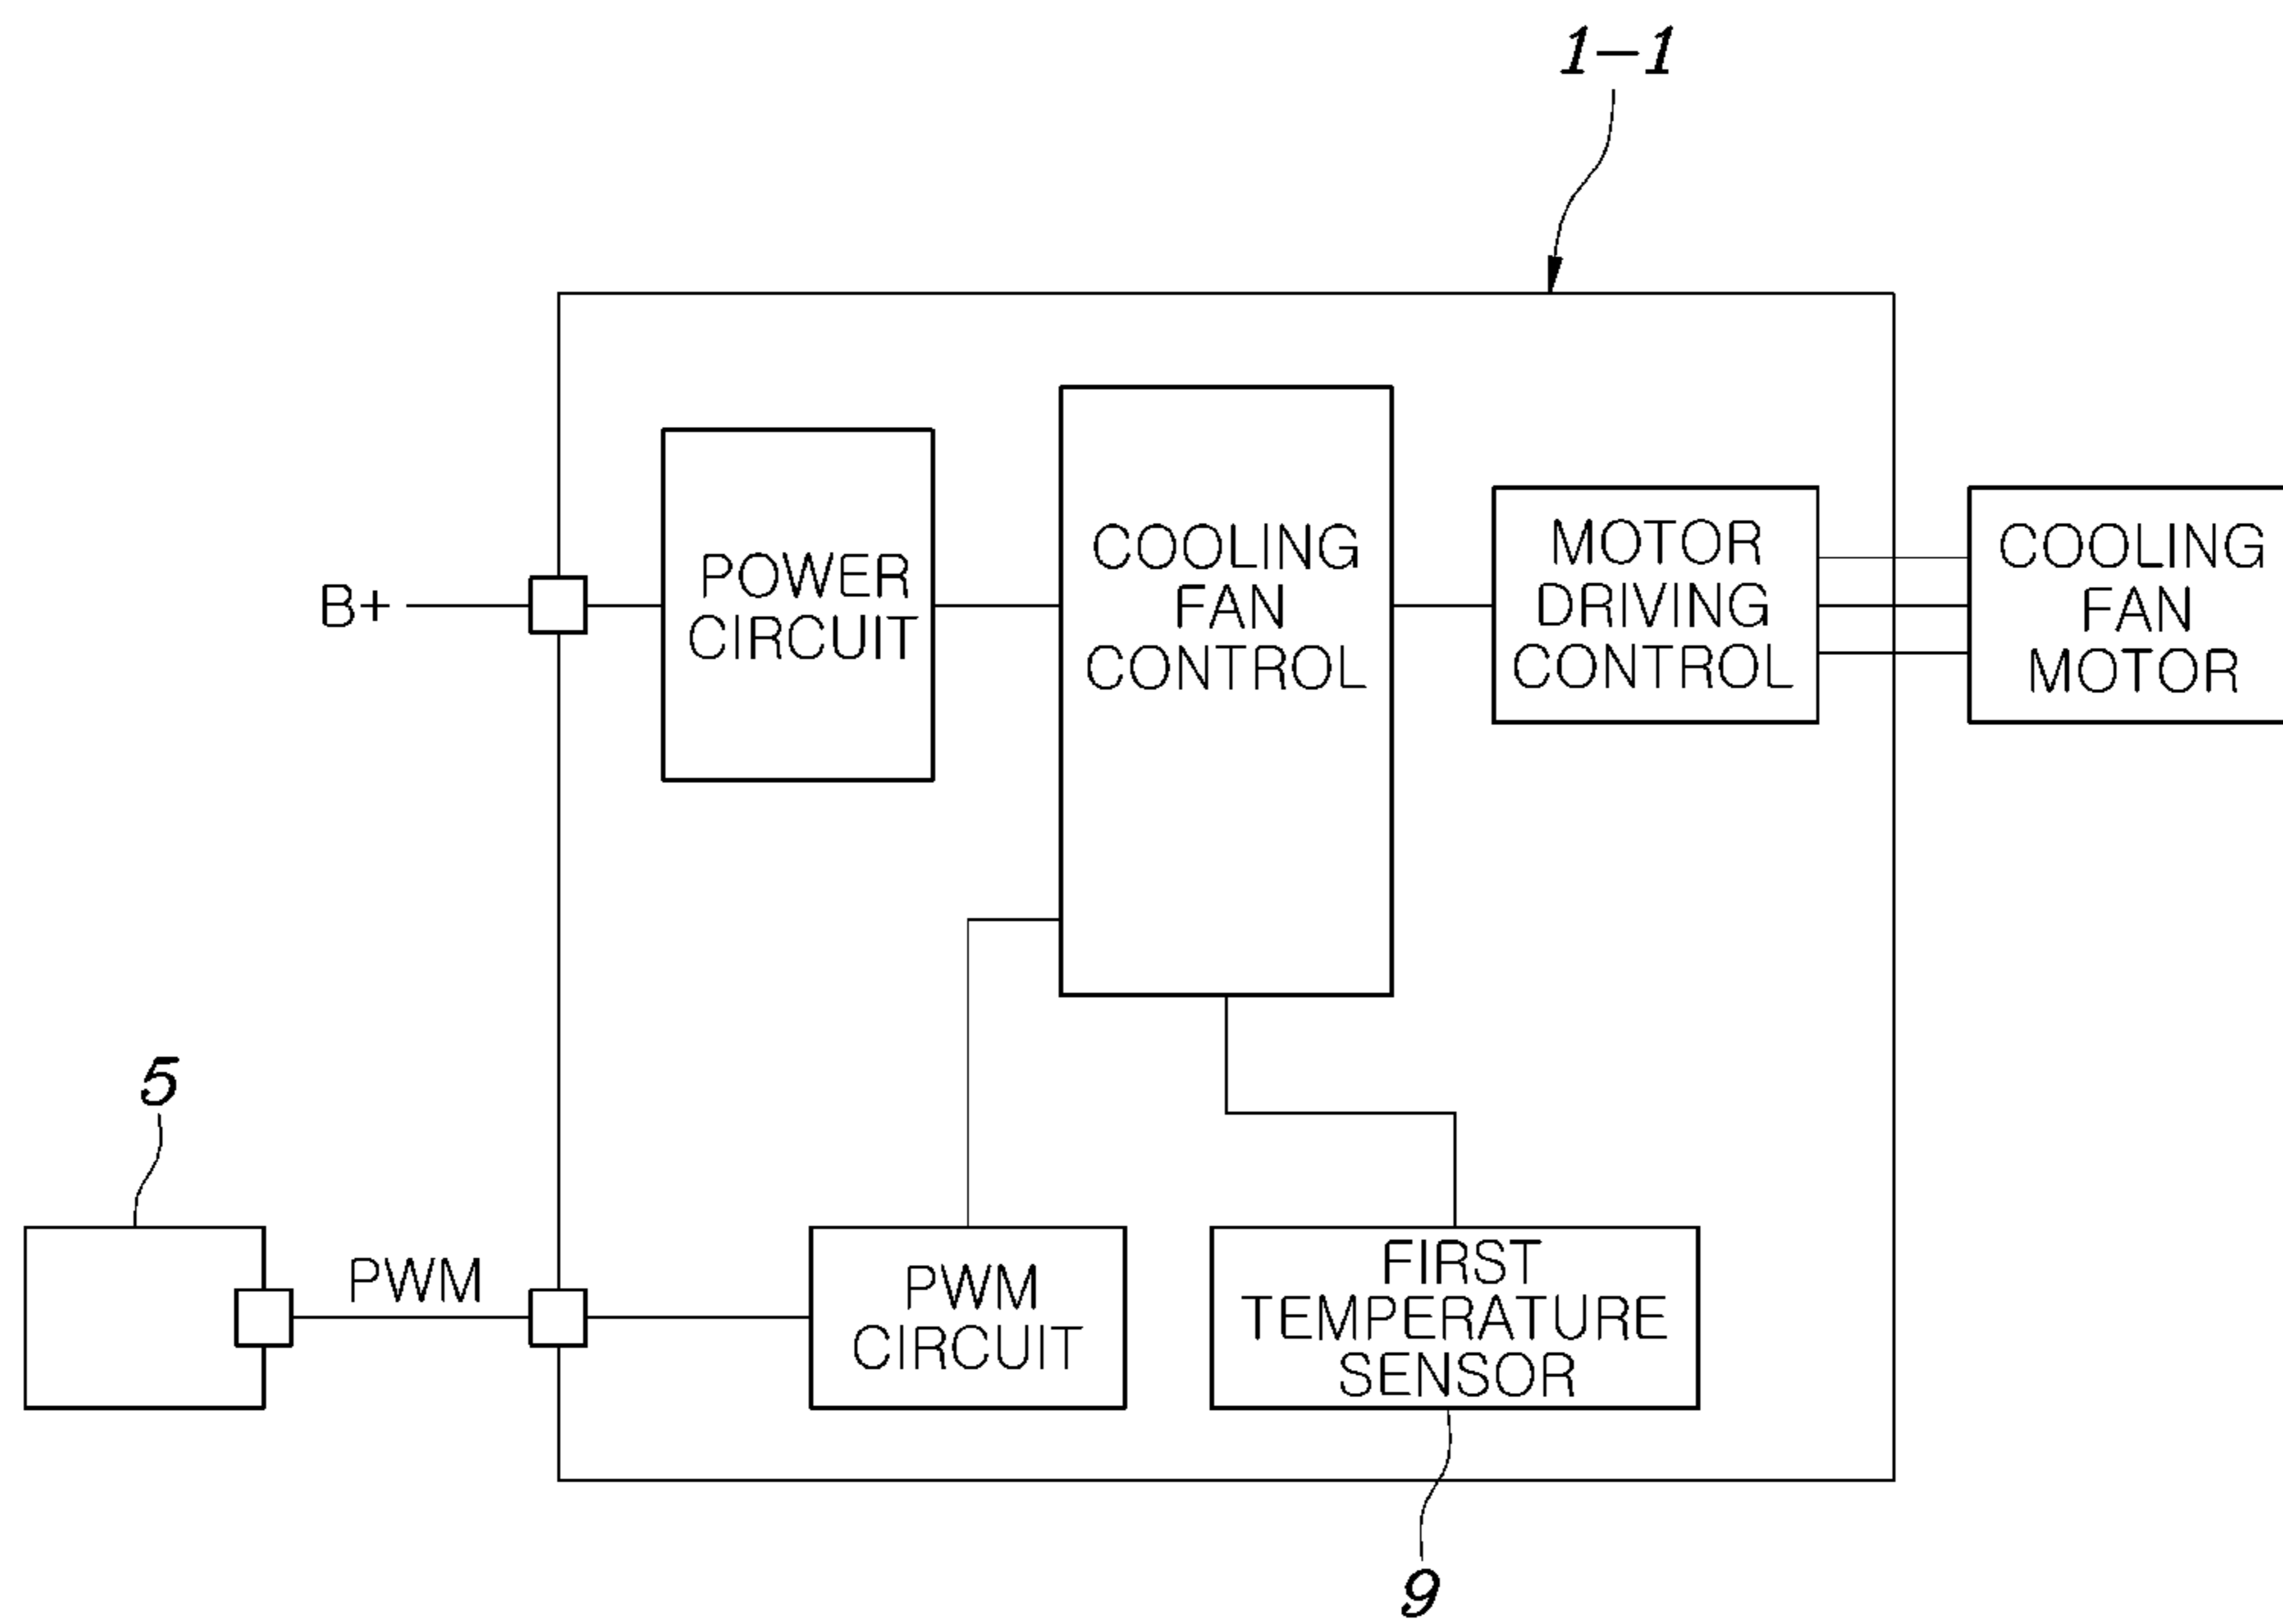 1-1
B+
POWER
CIRCUIT
COOLING
FAN
CONTROL
MOTOR
DRIVING
CONTROL
COOLING
FAN
MOTOR
5
PWM
PWM
CIRCUIT
FIRST
TEMPERATURE
SENSOR
9